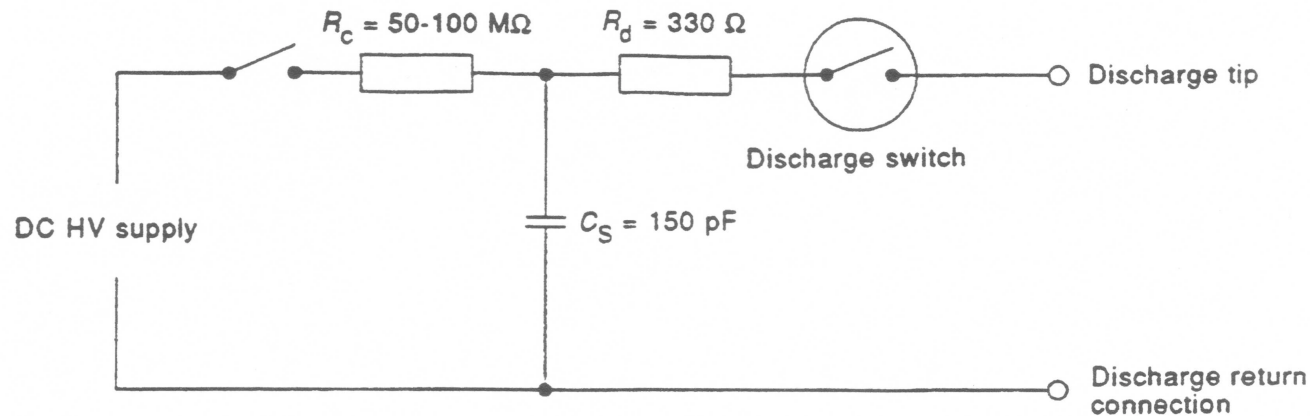 R_c = 50-100 MΩ
R_d = 330 Ω
Discharge tip
Discharge switch
DC HV supply
C_S = 150 pF
Discharge return
connection